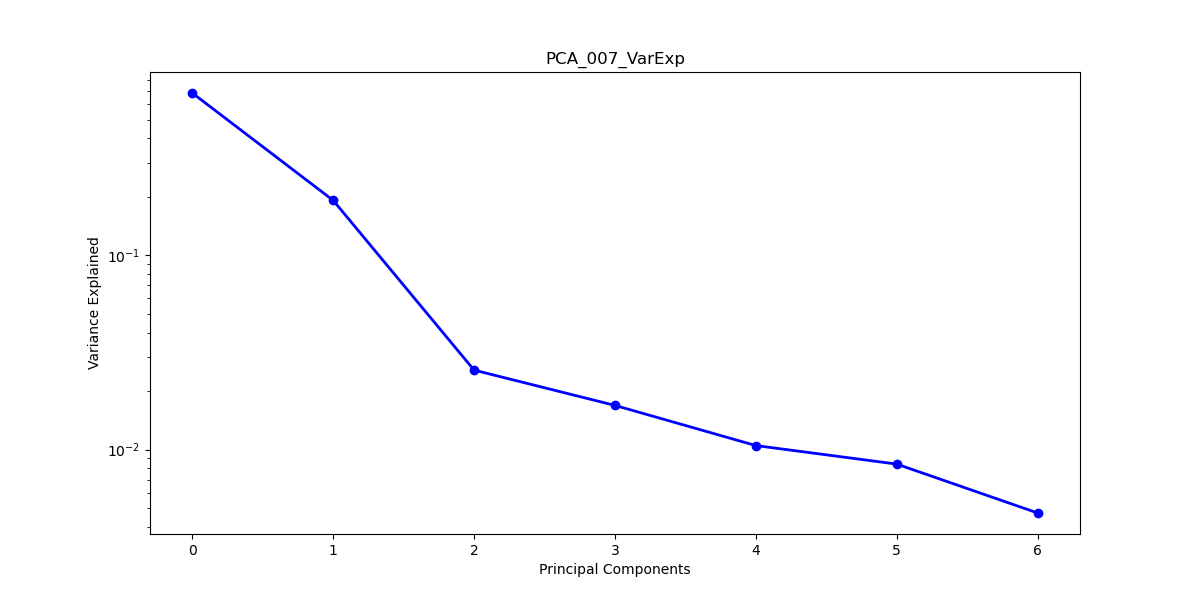 PCA_007_VarExp
Variance Explained
10⁻¹
10⁻²
0 1 2 3 4 5 6
Principal Components